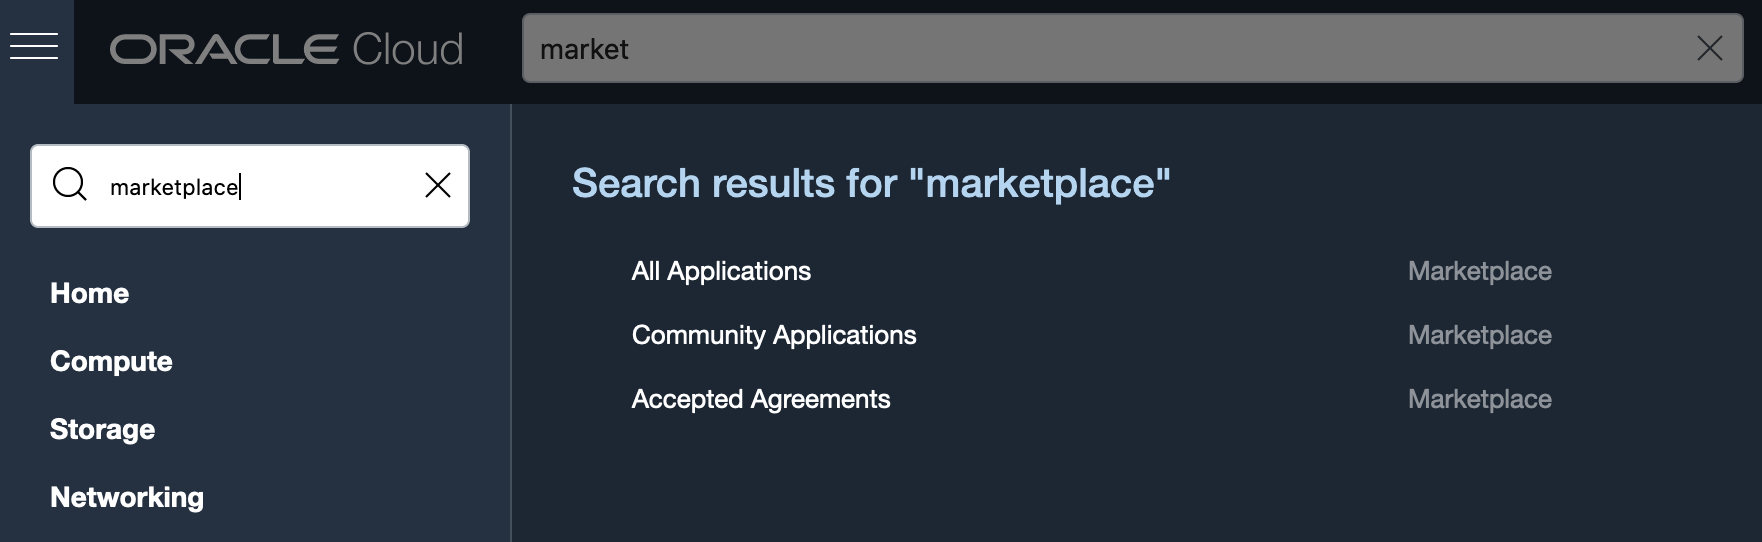 ORACLE Cloud
market
marketplace
Home
Compute
Storage
Networking
Search results for "marketplace"
All Applications Marketplace
Community Applications Marketplace
Accepted Agreements Marketplace